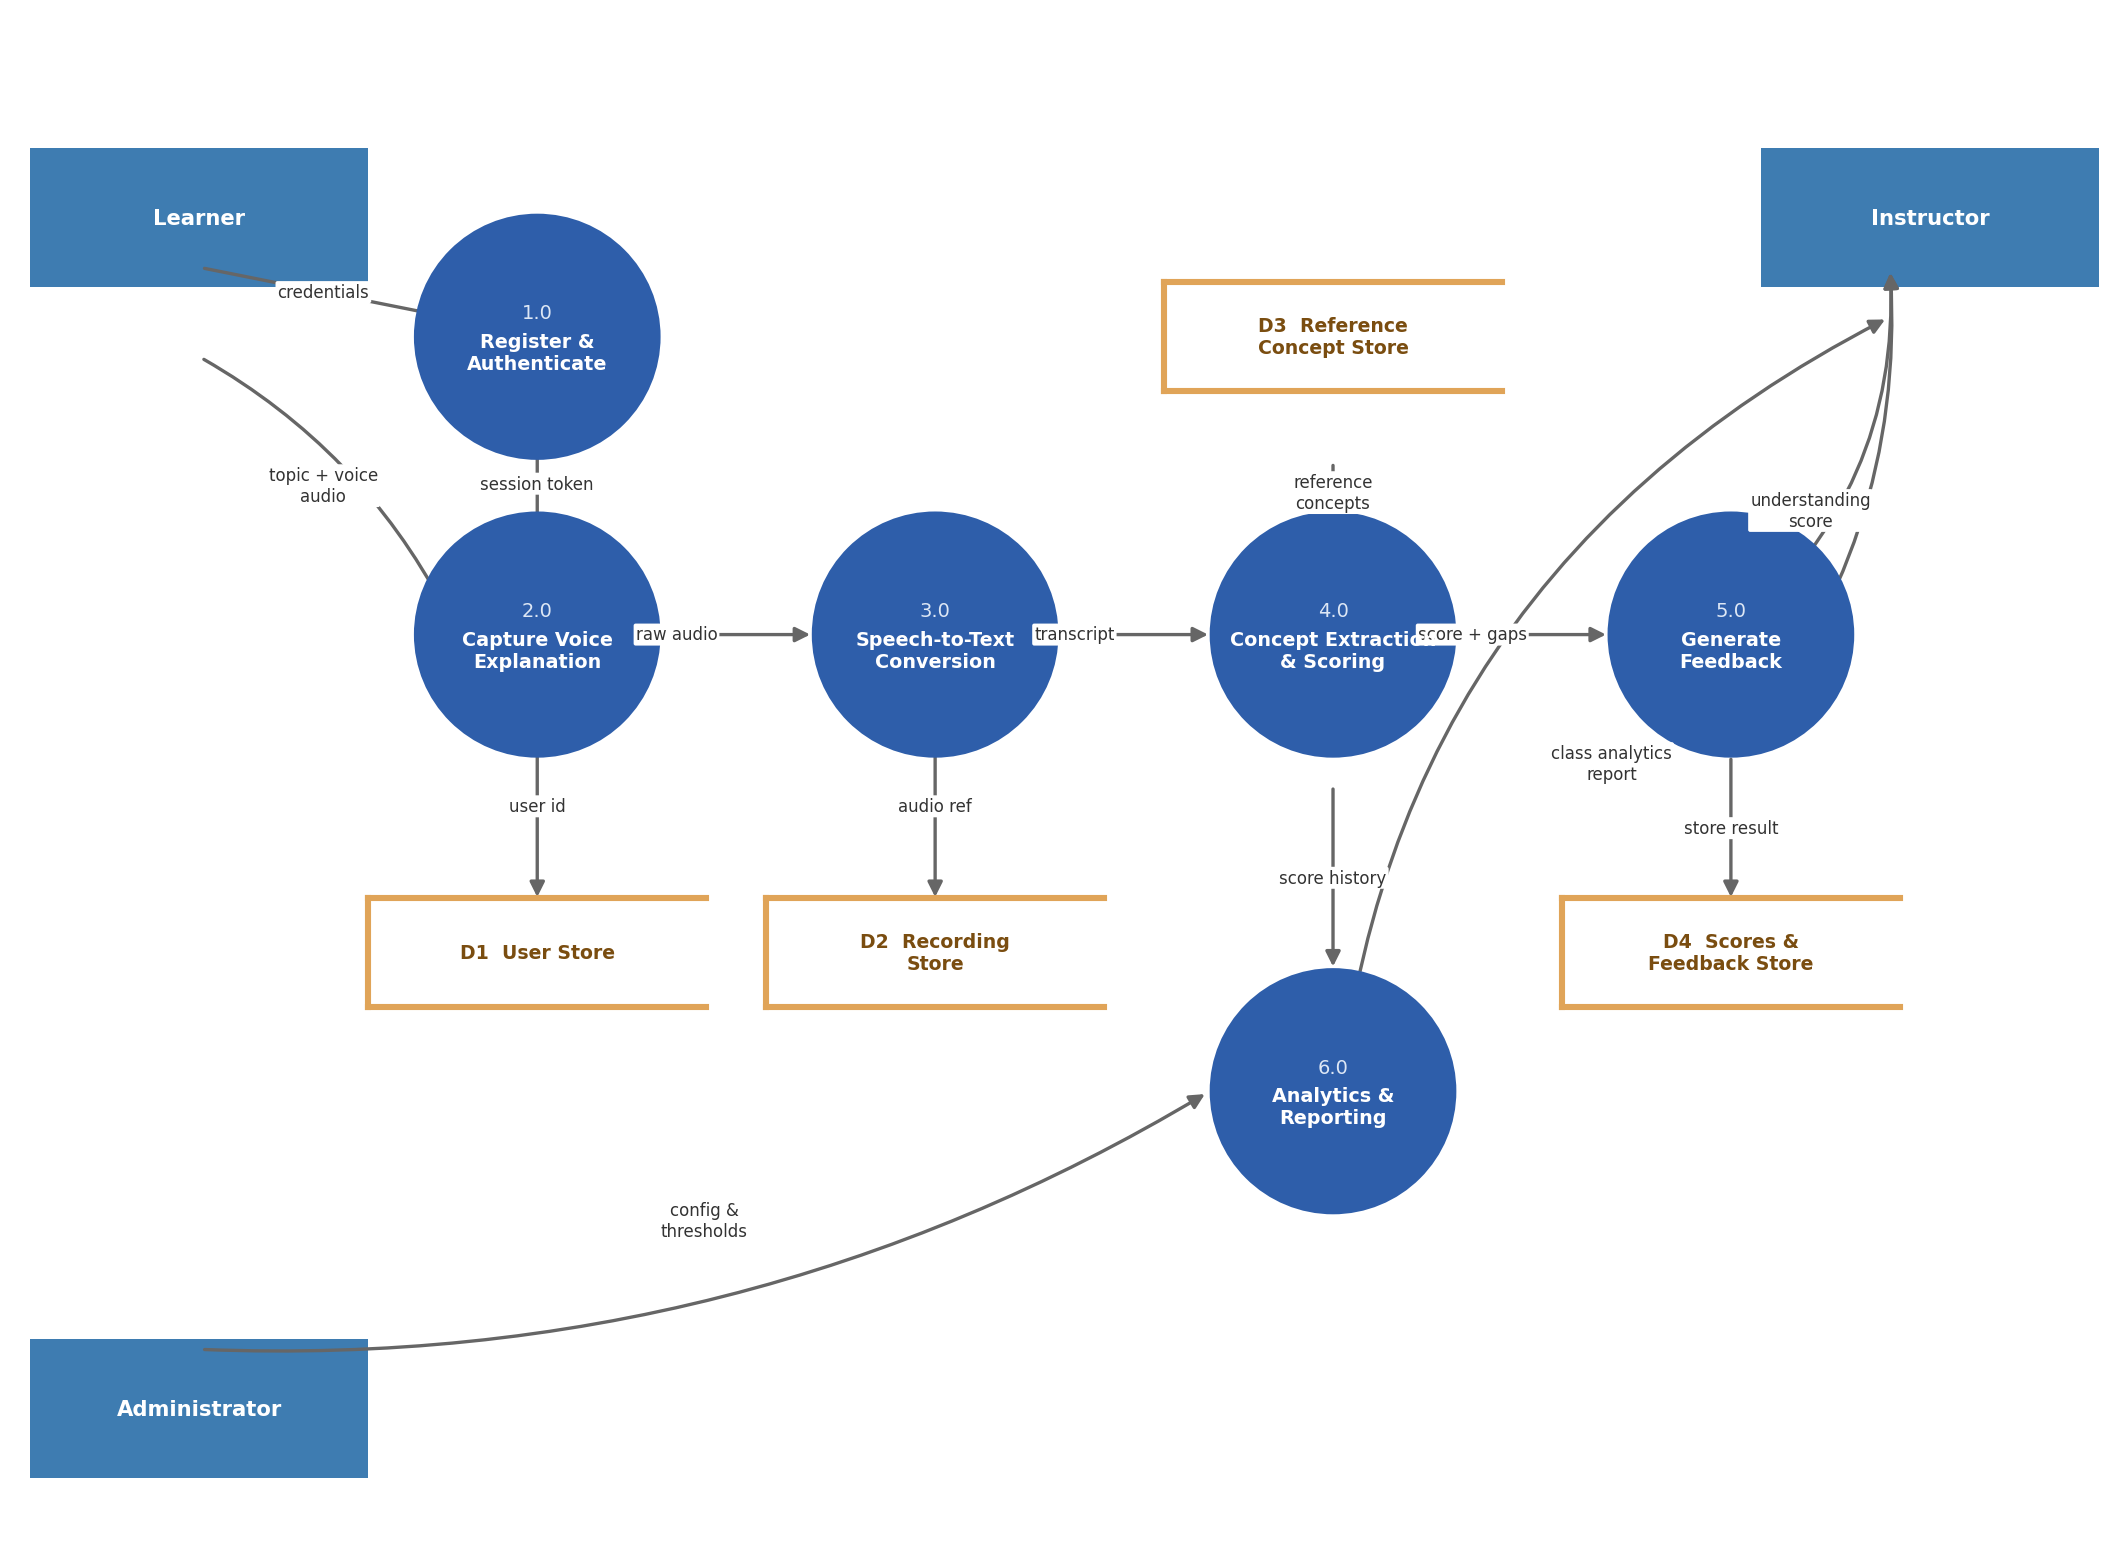 Learner
Instructor
credentials
1.0
Register &
Authenticate
D3  Reference
Concept Store
topic + voice
audio
session token
reference
concepts
understanding
score
2.0
Capture Voice
Explanation
raw audio
3.0
Speech-to-Text
Conversion
transcript
4.0
Concept Extraction
& Scoring
score + gaps
5.0
Generate
Feedback
class analytics
report
user id
audio ref
store result
score history
D1  User Store
D2  Recording
Store
D4  Scores &
Feedback Store
6.0
Analytics &
Reporting
config &
thresholds
Administrator